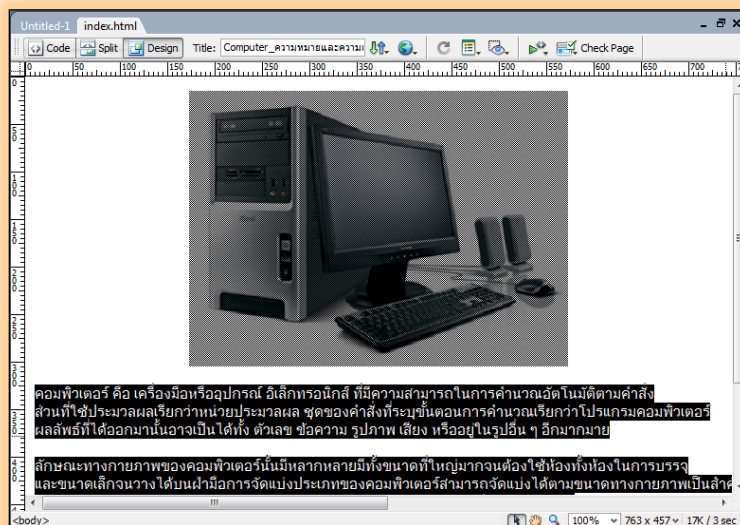 Untitled-1 index.html
Code Split Design Title: Computer_ความหมายและความ Check Page
0 50 100 150 200 250 300 350 400 450 500 550 600 650 700
คอมพิวเตอร์ คือ เครื่องมือหรืออุปกรณ์ อิเล็กทรอนิกส์ ที่มีความสามารถในการคำนวณอัตโนมัติตามคำสั่ง
ส่วนที่ใช้ประมวลผลเรียกว่าหน่วยประมวลผล ชุดของคำสั่งที่ระบุขั้นตอนการคำนวณเรียกว่าโปรแกรมคอมพิวเตอร์
ผลลัพธ์ที่ได้ออกมานั้นอาจเป็นได้ทั้ง ตัวเลข ข้อความ รูปภาพ เสียง หรืออยู่ในรูปอื่น ๆ อีกมากมาย
ลักษณะทางกายภาพของคอมพิวเตอร์นั้นมีหลากหลายมีทั้งขนาดที่ใหญ่มากจนต้องใช้ห้องทั้งห้องในการบรรจุ
และขนาดเล็กจนวางได้บนฝ่ามือการจัดแบ่งประเภทของคอมพิวเตอร์สามารถจัดแบ่งได้ตามขนาดทางกายภาพเป็นสำค
<body> 100% 763 x 457 17K / 3 sec